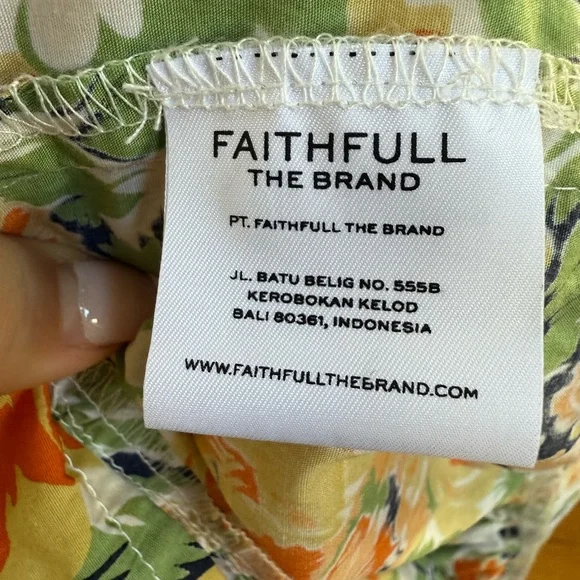 FAITHFULL
THE BRAND
PT. FAITHFULL THE BRAND
JL. BATU BELIG NO. 555B
KEROBOKAN KELOD
BALI 80361, INDONESIA
WWW.FAITHFULLTHEBRAND.COM